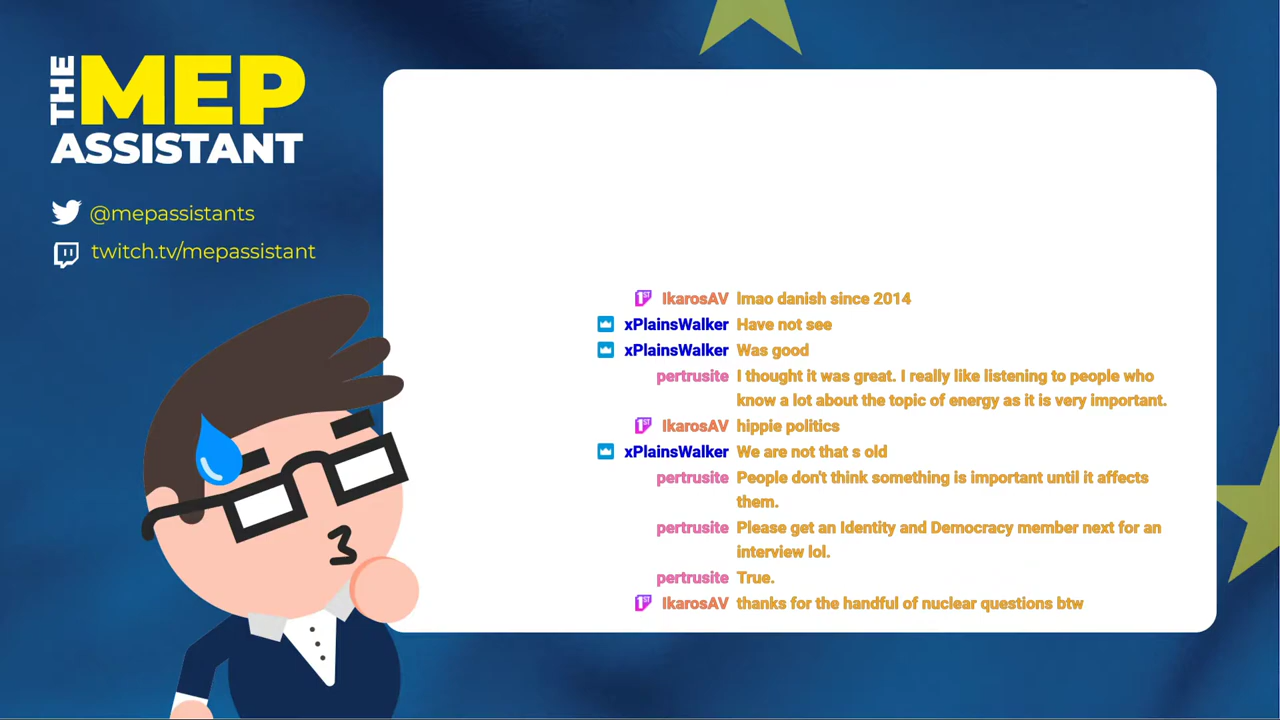 THE MEP
ASSISTANT
@mepassistants
twitch.tv/mepassistant
IkarosAV lmao danish since 2014
xPlainsWalker Have not see
xPlainsWalker Was good
pertrusite I thought it was great. I really like listening to people who
know a lot about the topic of energy as it is very important.
IkarosAV hippie politics
xPlainsWalker We are not that s old
pertrusite People don't think something is important until it affects
them.
pertrusite Please get an Identity and Democracy member next for an
interview lol.
pertrusite True.
IkarosAV thanks for the handful of nuclear questions btw